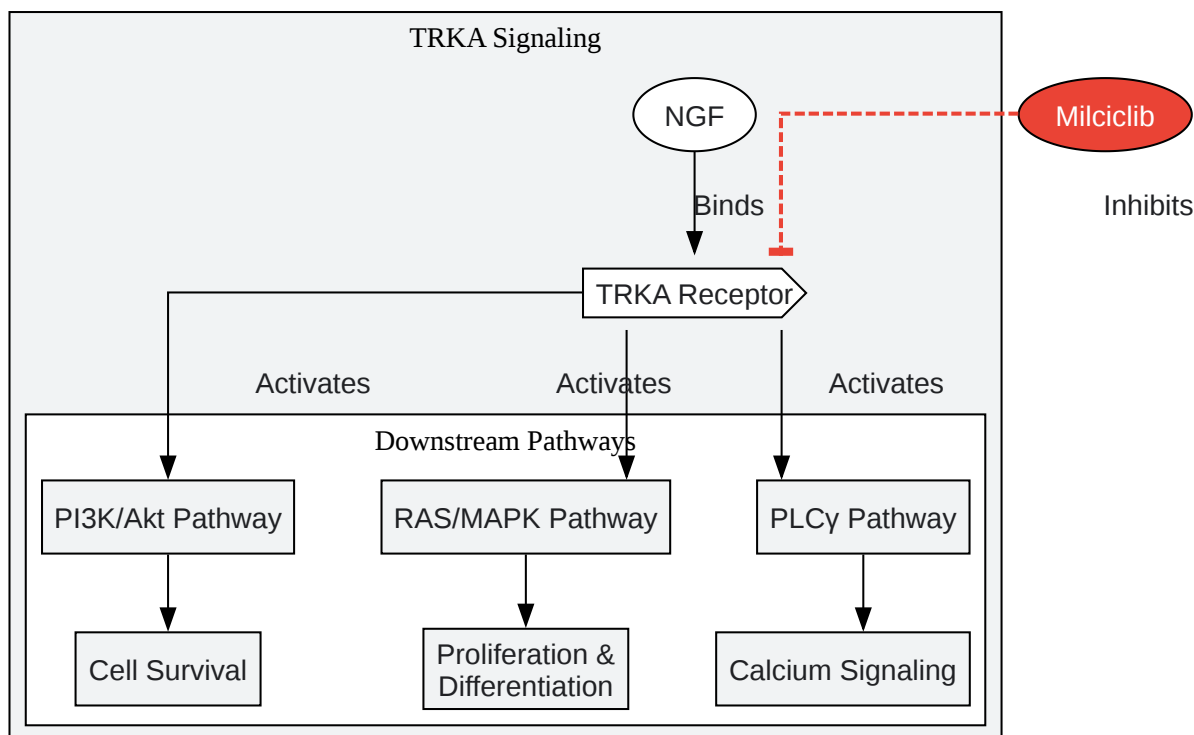 TRKA Signaling
NGF
Milciclib
Binds
Inhibits
TRKA Receptor
Activates
Activates
Activates
Downstream Pathways
PI3K/Akt Pathway
RAS/MAPK Pathway
PLCγ Pathway
Cell Survival
Proliferation &
Differentiation
Calcium Signaling